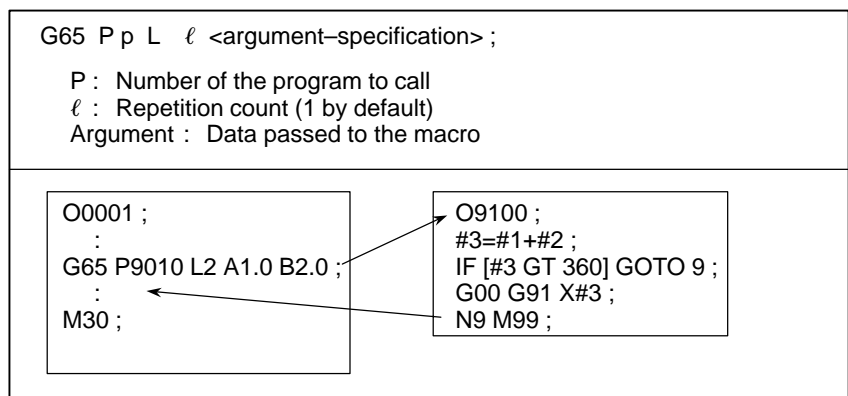 G65 P p L ℓ <argument–specification> ;
P : Number of the program to call
ℓ : Repetition count (1 by default)
Argument : Data passed to the macro
O0001 ;
:
G65 P9010 L2 A1.0 B2.0 ;
:
M30 ;
O9100 ;
#3=#1+#2 ;
IF [#3 GT 360] GOTO 9 ;
G00 G91 X#3 ;
N9 M99 ;